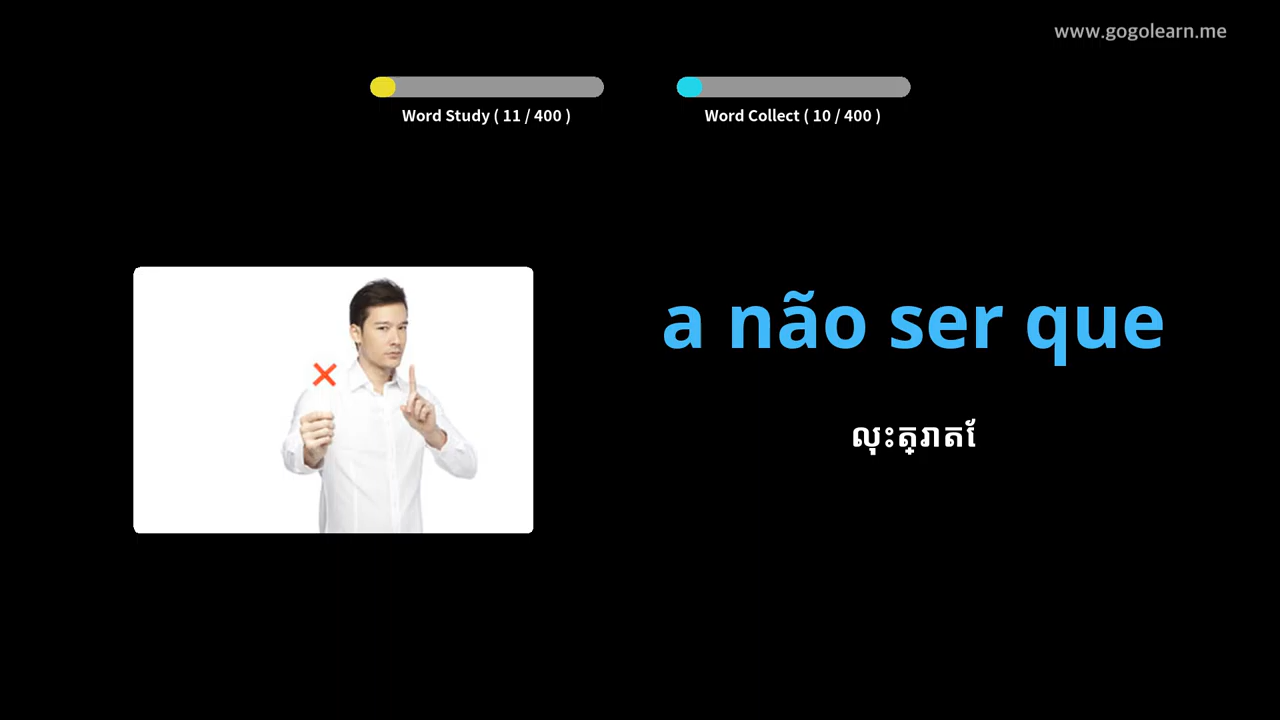 www.gogolearn.me
Word Study ( 11 / 400 )
Word Collect ( 10 / 400 )
a não ser que
លុះត្រាតែ